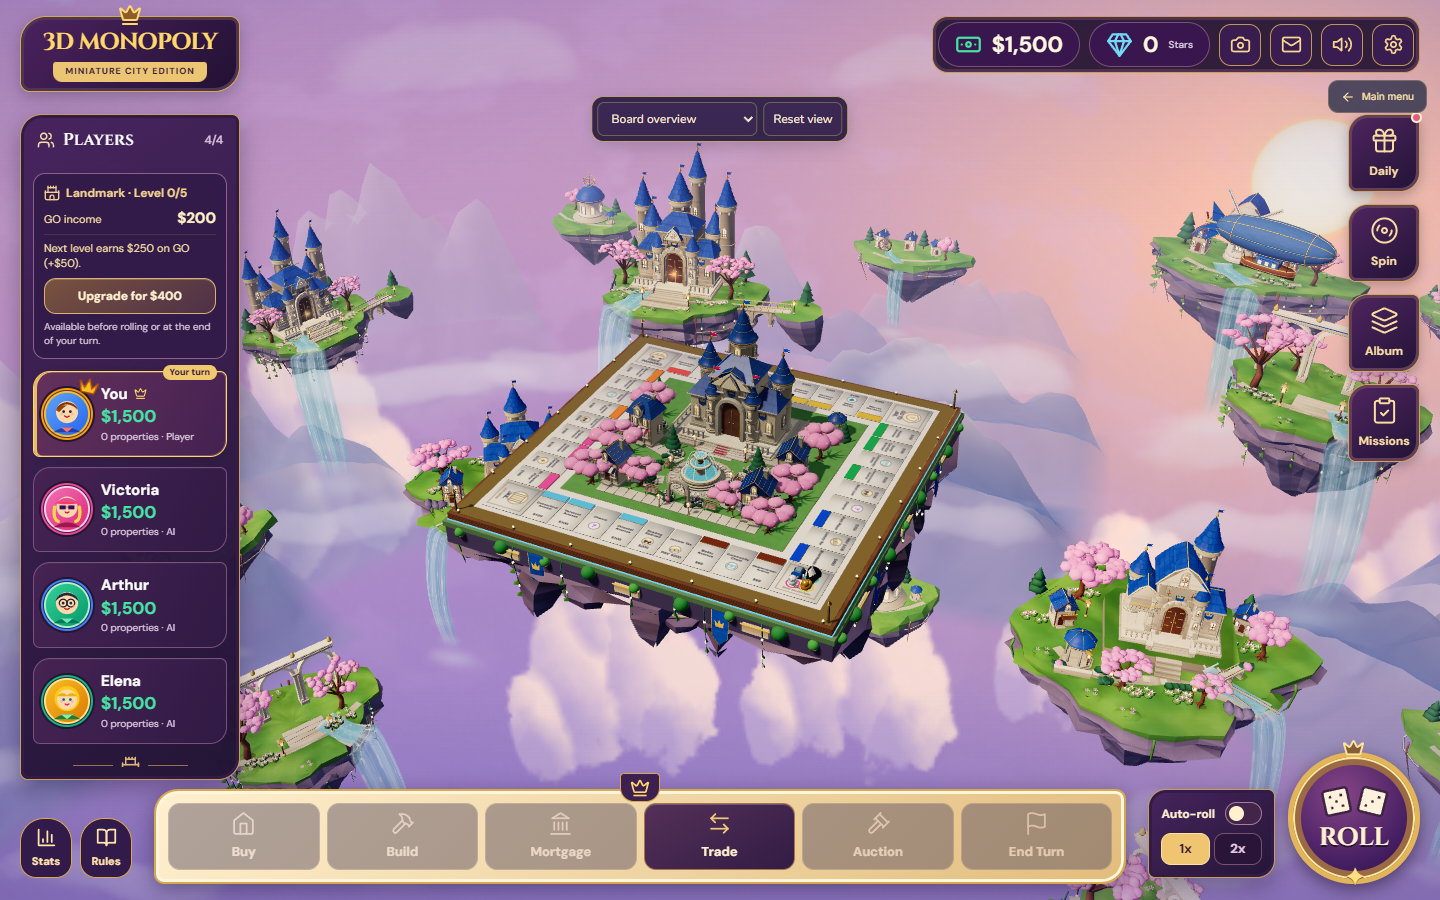 3D MONOPOLY
MINIATURE CITY EDITION
$1,500
0 Stars
Main menu
Board overview
Reset view
Players 4/4
Landmark · Level 0/5
GO income $200
Next level earns $250 on GO
(+$50).
Upgrade for $400
Available before rolling or at the end
of your turn.
Your turn
You
$1,500
0 properties · Player
Victoria
$1,500
0 properties · AI
Arthur
$1,500
0 properties · AI
Elena
$1,500
0 properties · AI
Daily
Spin
Album
Missions
Stats
Rules
Buy
Build
Mortgage
Trade
Auction
End Turn
Auto-roll
1x
2x
ROLL